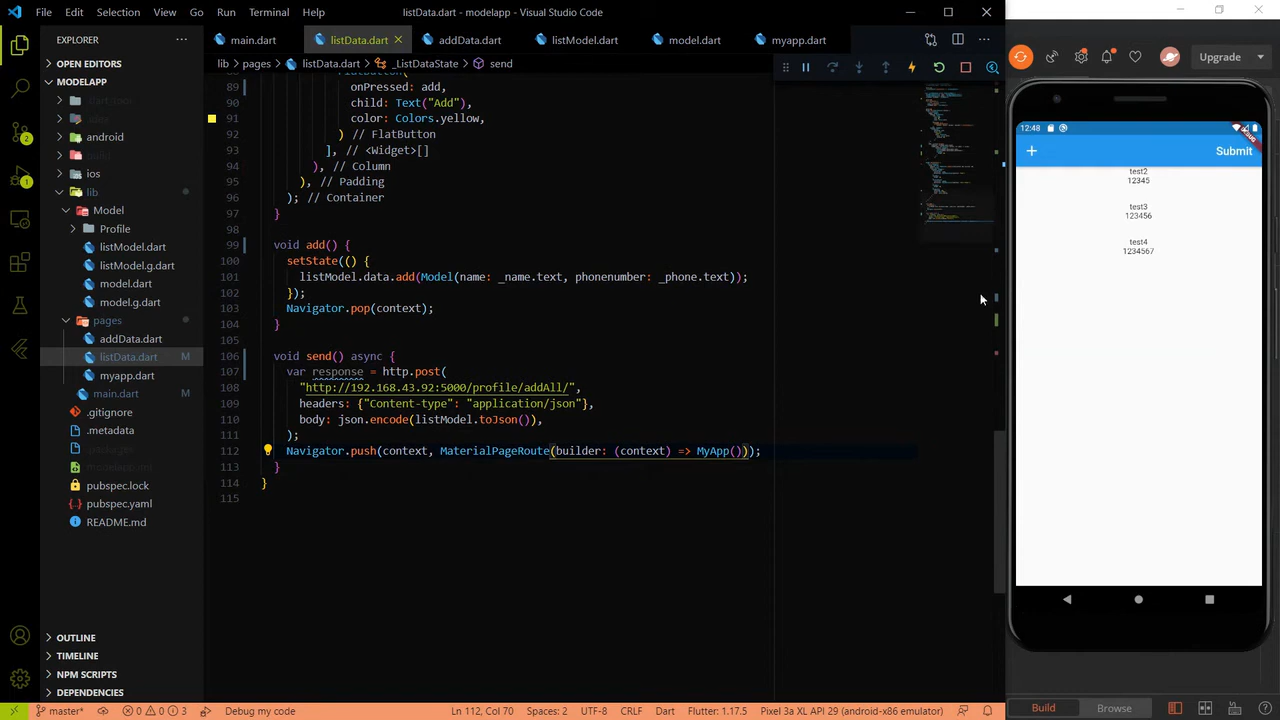 File Edit Selection View Go Run Terminal Help listData.dart - modelapp - Visual Studio Code
EXPLORER
OPEN EDITORS
MODELAPP
android
ios
lib
Model
Profile
listModel.dart
listModel.g.dart
model.dart
model.g.dart
pages
addData.dart
listData.dart M
myapp.dart
main.dart M
.gitignore
.metadata
pubspec.lock
pubspec.yaml
README.md
OUTLINE
TIMELINE
NPM SCRIPTS
DEPENDENCIES
2
1
main.dart listData.dart addData.dart listModel.dart model.dart myapp.dart
lib > pages > listData.dart > _ListDataState > send
FlatButton(
89 onPressed: add,
90 child: Text("Add"),
91 color: Colors.yellow,
92 ) // FlatButton
93 ], // <Widget>[]
94 ), // Column
95 ), // Padding
96 ); // Container
97 }
98
99 void add() {
100 setState(() {
101 listModel.data.add(Model(name: _name.text, phonenumber: _phone.text));
102 });
103 Navigator.pop(context);
104 }
105
106 void send() async {
107 var response = http.post(
108 "http://192.168.43.92:5000/profile/addAll/",
109 headers: {"Content-type": "application/json"},
110 body: json.encode(listModel.toJson()),
111 );
112 Navigator.push(context, MaterialPageRoute(builder: (context) => MyApp()));
113 }
114 }
115
master* 0 0 3 Debug my code Ln 112, Col 70 Spaces: 2 UTF-8 CRLF Dart Flutter: 1.17.5 Pixel 3a XL API 29 (android-x86 emulator)
Upgrade
12:48
+ Submit
test2
12345
test3
123456
test4
1234567
Build Browse